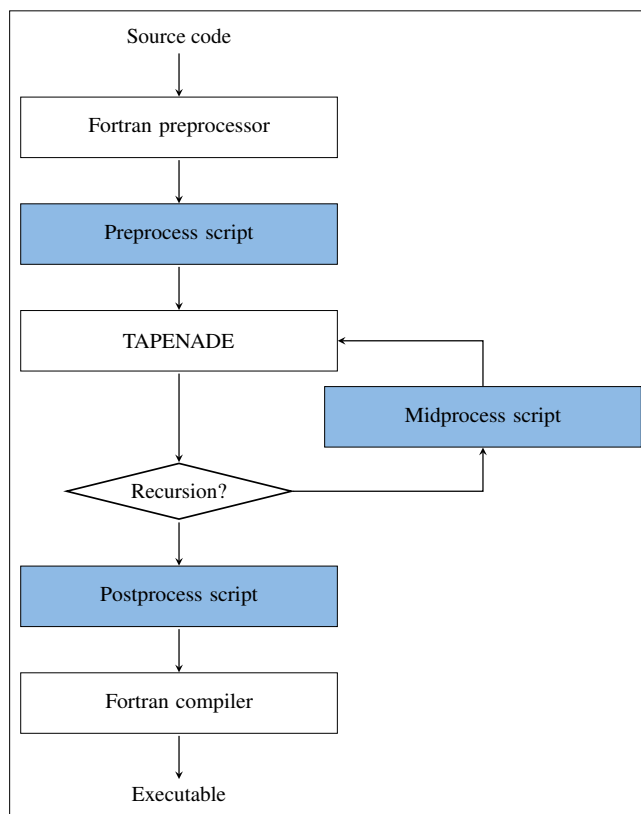 Source code
Fortran preprocessor
Preprocess script
TAPENADE
Midprocess script
Recursion?
Postprocess script
Fortran compiler
Executable